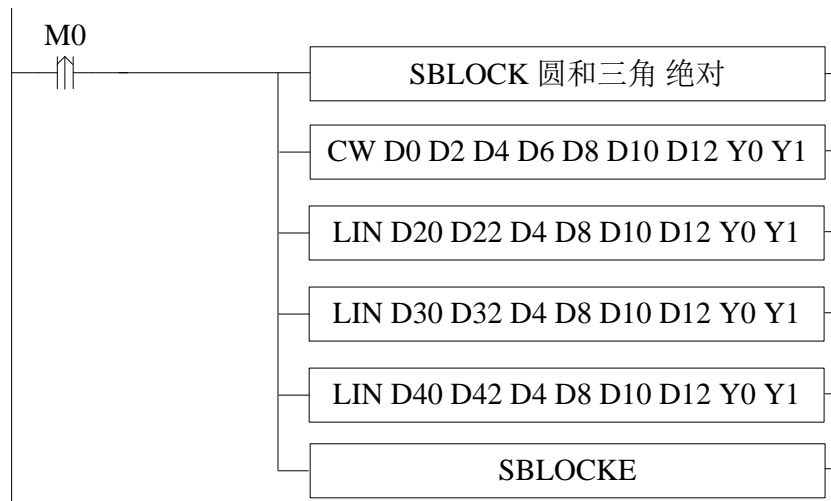 M0
SBLOCK 圆和三角 绝对
CW D0 D2 D4 D6 D8 D10 D12 Y0 Y1
LIN D20 D22 D4 D8 D10 D12 Y0 Y1
LIN D30 D32 D4 D8 D10 D12 Y0 Y1
LIN D40 D42 D4 D8 D10 D12 Y0 Y1
SBLOCKE